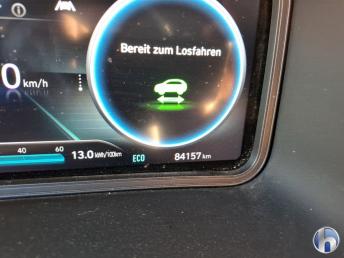 Bereit zum Losfahren
0 km/h
40 60
13.0 kWh/100km
ECO
84157 km
h